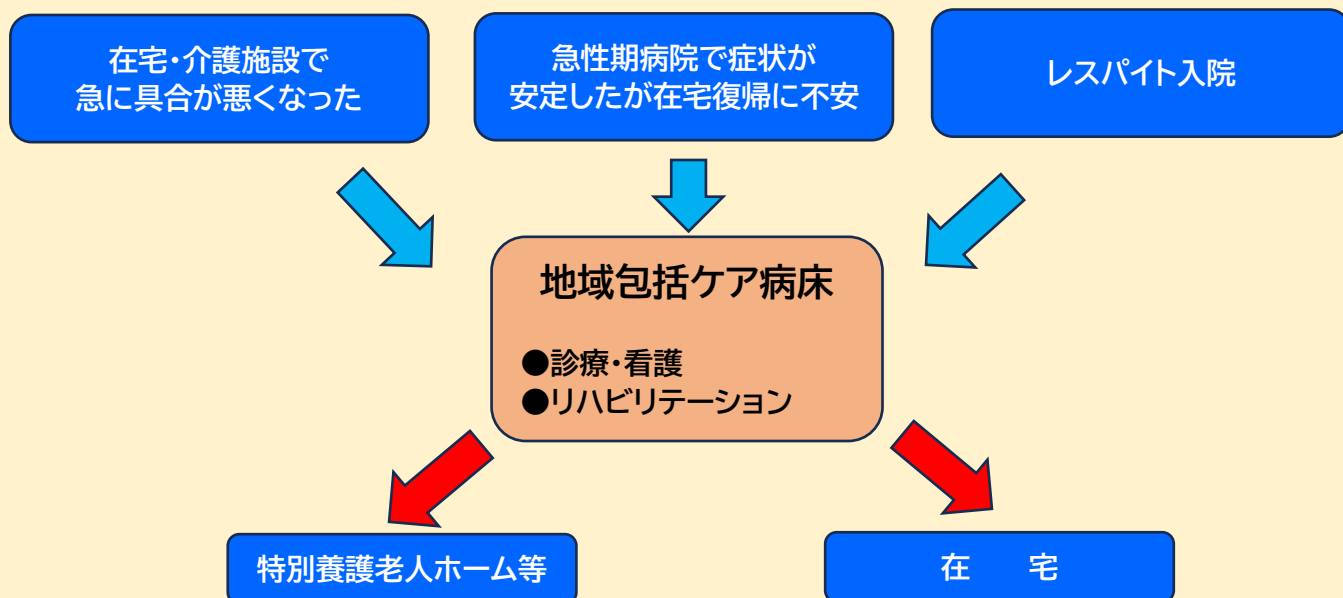 在宅・介護施設で
急に具合が悪くなった
急性期病院で症状が
安定したが在宅復帰に不安
レスパイト入院
地域包括ケア病床
●診療・看護
●リハビリテーション
特別養護老人ホーム等
在　宅